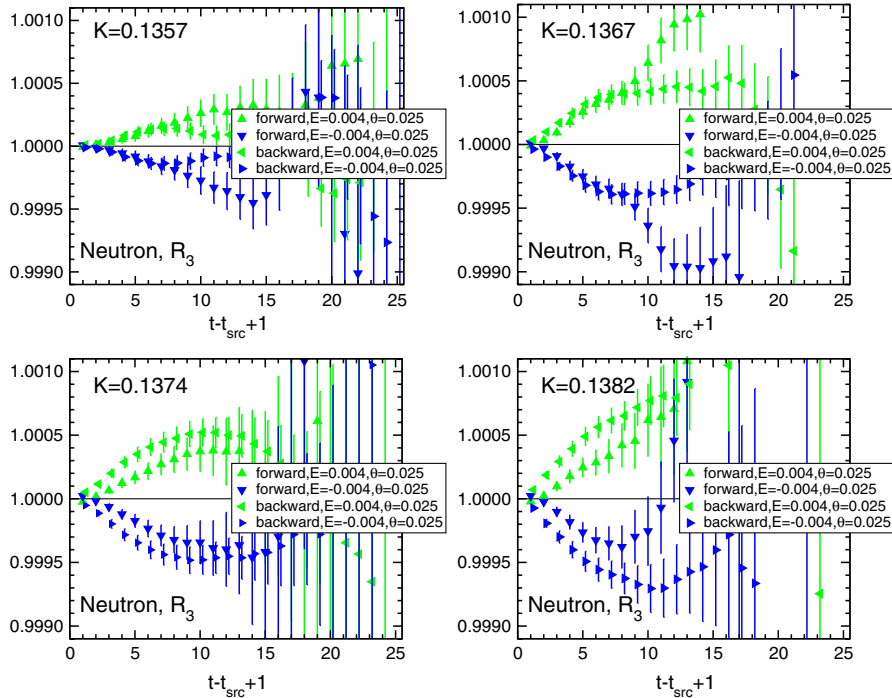 K=0.1357
1.0010
1.0005
1.0000
0.9995
0.9990
forward,E=0.004,θ=0.025
forward,E=-0.004,θ=0.025
backward,E=0.004,θ=0.025
backward,E=-0.004,θ=0.025
Neutron, R3
0 5 10 15 20 25
t-tsrc+1
K=0.1367
1.0010
1.0005
1.0000
0.9995
0.9990
forward,E=0.004,θ=0.025
forward,E=-0.004,θ=0.025
backward,E=0.004,θ=0.025
backward,E=-0.004,θ=0.025
Neutron, R3
0 5 10 15 20 25
t-tsrc+1
K=0.1374
1.0010
1.0005
1.0000
0.9995
0.9990
forward,E=0.004,θ=0.025
forward,E=-0.004,θ=0.025
backward,E=0.004,θ=0.025
backward,E=-0.004,θ=0.025
Neutron, R3
0 5 10 15 20 25
t-tsrc+1
K=0.1382
1.0010
1.0005
1.0000
0.9995
0.9990
forward,E=0.004,θ=0.025
forward,E=-0.004,θ=0.025
backward,E=0.004,θ=0.025
backward,E=-0.004,θ=0.025
Neutron, R3
0 5 10 15 20 25
t-tsrc+1